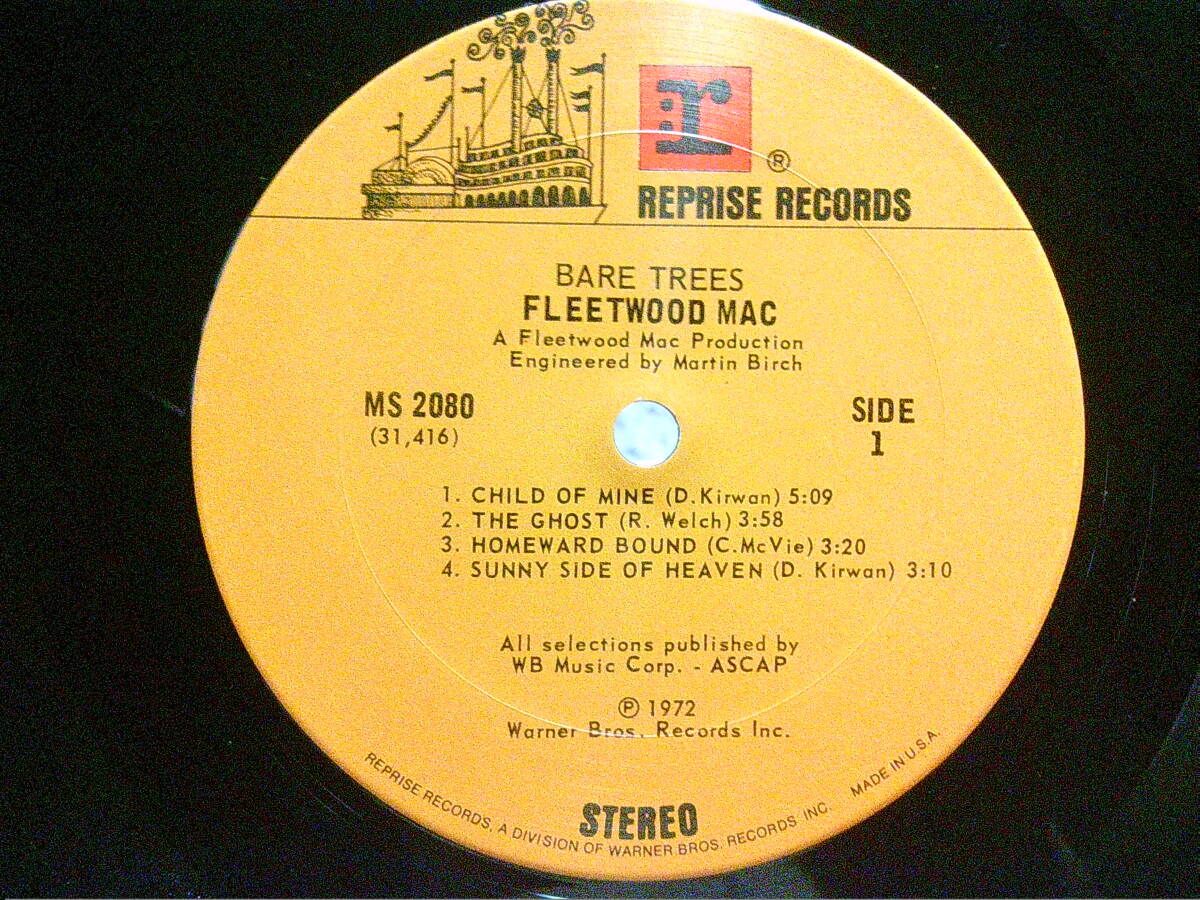 r
®
REPRISE RECORDS
BARE TREES
FLEETWOOD MAC
A Fleetwood Mac Production
Engineered by Martin Birch
MS 2080
(31,416)
SIDE
1
1. CHILD OF MINE (D.Kirwan) 5:09
2. THE GHOST (R. Welch) 3:58
3. HOMEWARD BOUND (C.McVie) 3:20
4. SUNNY SIDE OF HEAVEN (D. Kirwan) 3:10
All selections published by
WB Music Corp. - ASCAP
℗ 1972
Warner Bros. Records Inc.
STEREO
REPRISE RECORDS, A DIVISION OF WARNER BROS. RECORDS INC. MADE IN U.S.A.